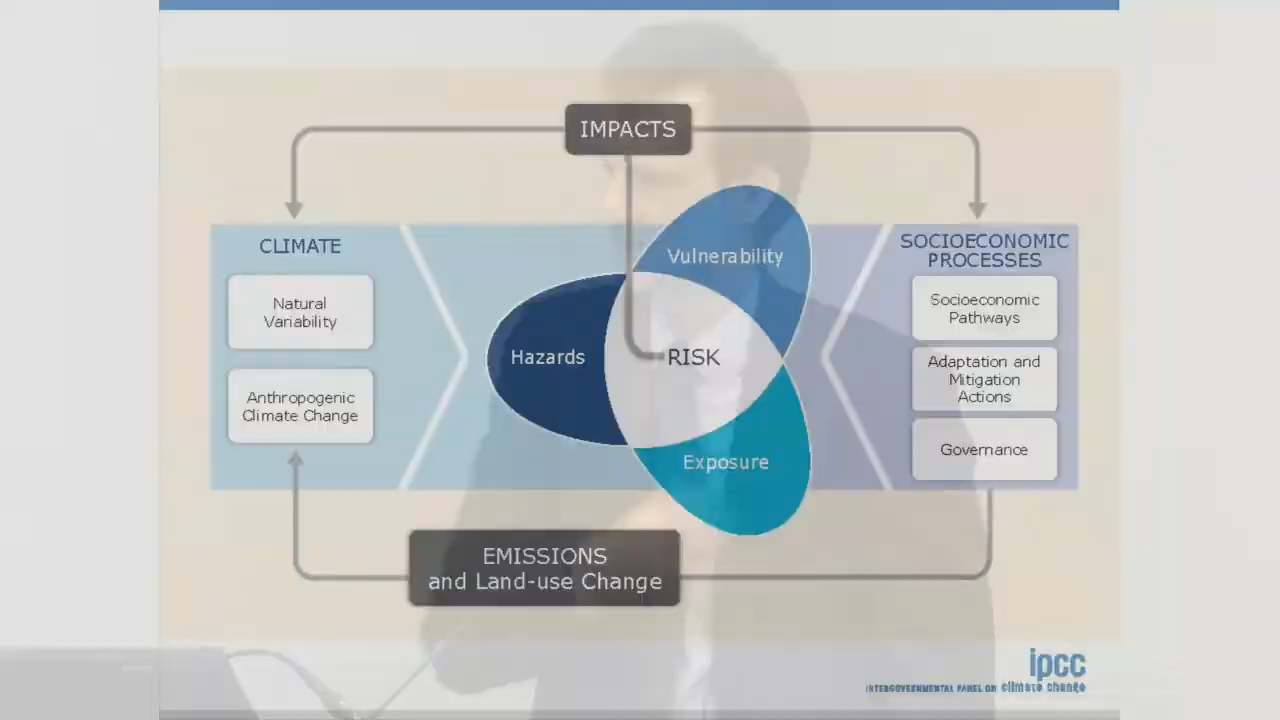 IMPACTS
CLIMATE
Natural
Variability
Anthropogenic
Climate Change
Vulnerability
Hazards
RISK
Exposure
SOCIOECONOMIC
PROCESSES
Socioeconomic
Pathways
Adaptation and
Mitigation
Actions
Governance
EMISSIONS
and Land-use Change
ipcc
INTERGOVERNMENTAL PANEL ON climate change